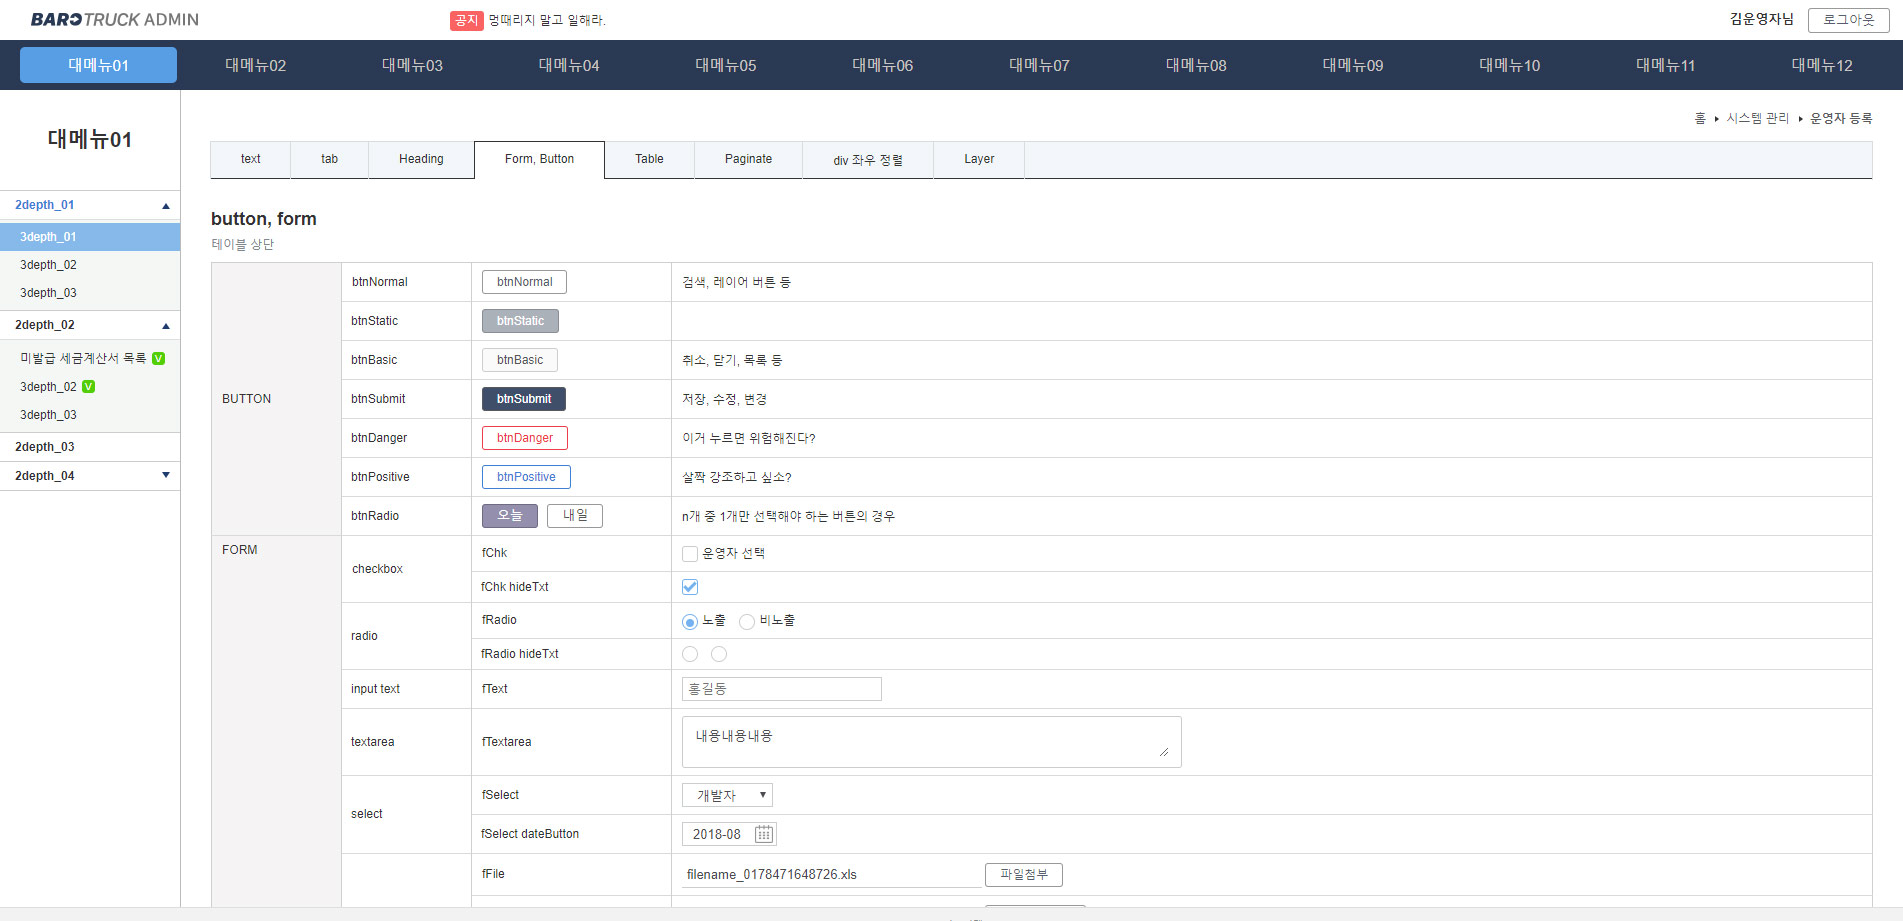 BAROTRUCK ADMIN
공지 멍때리지 말고 일해라.
김운영자님 로그아웃
대메뉴01 대메뉴02 대메뉴03 대메뉴04 대메뉴05 대메뉴06 대메뉴07 대메뉴08 대메뉴09 대메뉴10 대메뉴11 대메뉴12
대메뉴01
2depth_01
3depth_01
3depth_02
3depth_03
2depth_02
미발급 세금계산서 목록 V
3depth_02 V
3depth_03
2depth_03
2depth_04
홈 시스템 관리 운영자 등록
text tab Heading Form, Button Table Paginate div 좌우 정렬 Layer
button, form
테이블 상단
BUTTON
btnNormal btnNormal 검색, 레이어 버튼 등
btnStatic btnStatic
btnBasic btnBasic 취소, 닫기, 목록 등
btnSubmit btnSubmit 저장, 수정, 변경
btnDanger btnDanger 이거 누르면 위험해진다?
btnPositive btnPositive 살짝 강조하고 싶소?
btnRadio 오늘 내일 n개 중 1개만 선택해야 하는 버튼의 경우
FORM
checkbox
fChk 운영자 선택
fChk hideTxt
radio
fRadio 노출 비노출
fRadio hideTxt
input text fText 홍길동
textarea fTextarea 내용내용내용
select
fSelect 개발자
fSelect dateButton 2018-08
fFile filename_0178471648726.xls 파일첨부